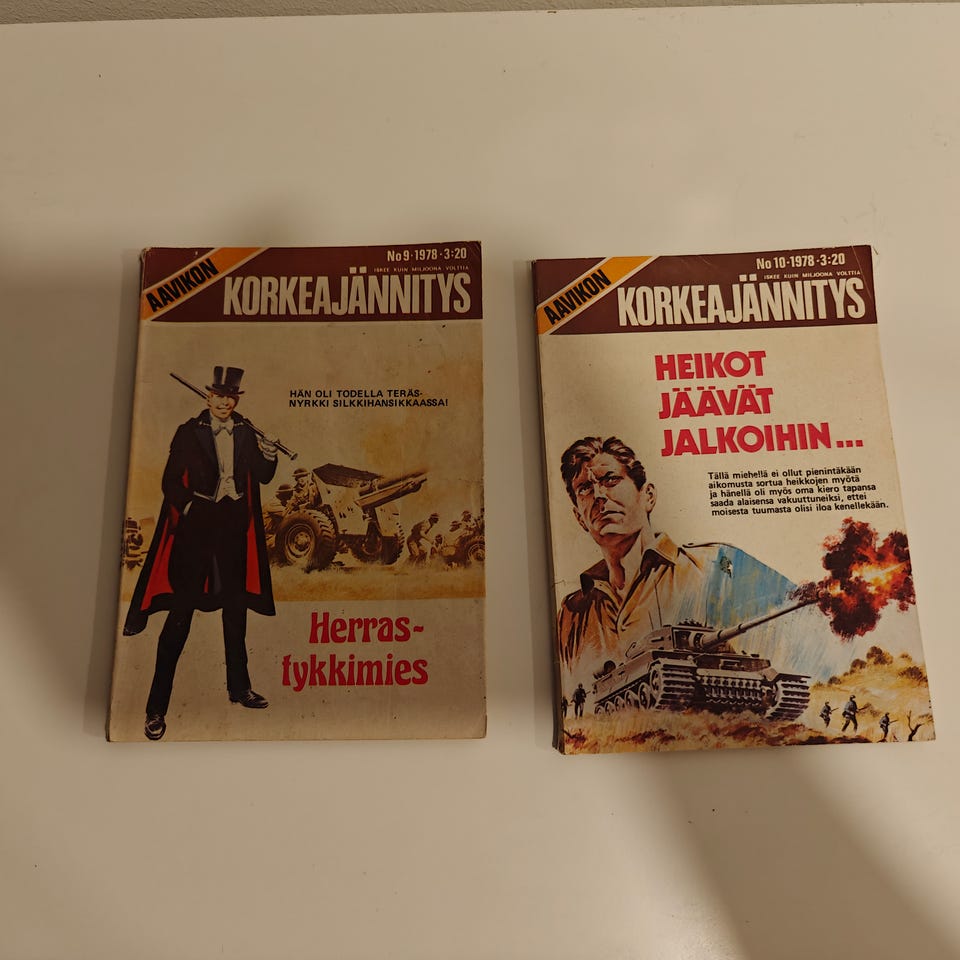 No 9·1978·3:20
ISKEE KUIN MILJOONA VOLTTIA
AAVIKON
KORKEAJÄNNITYS
HÄN OLI TODELLA TERÄS-
NYRKKI SILKKIHANSIKKAASSA!
Herras-
tykkimies
No 10·1978·3:20
ISKEE KUIN MILJOONA VOLTTIA
AAVIKON
KORKEAJÄNNITYS
HEIKOT
JÄÄVÄT
JALKOIHIN...
Tällä miehellä ei ollut pienintäkään
aikomusta sortua heikkojen myötä
ja hänellä oli myös oma kiero tapansa
saada alaisensa vakuuttuneiksi, ettei
moisesta tuumasta olisi iloa kenellekään.